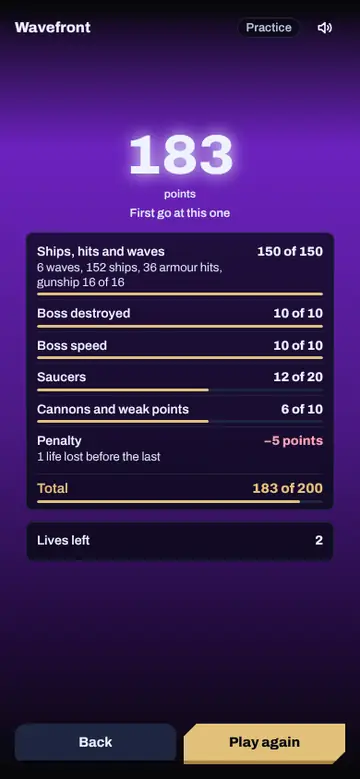 Wavefront
Practice
183
points
First go at this one
Ships, hits and waves 150 of 150
6 waves, 152 ships, 36 armour hits,
gunship 16 of 16
Boss destroyed 10 of 10
Boss speed 10 of 10
Saucers 12 of 20
Cannons and weak points 6 of 10
Penalty −5 points
1 life lost before the last
Total 183 of 200
Lives left 2
Back
Play again